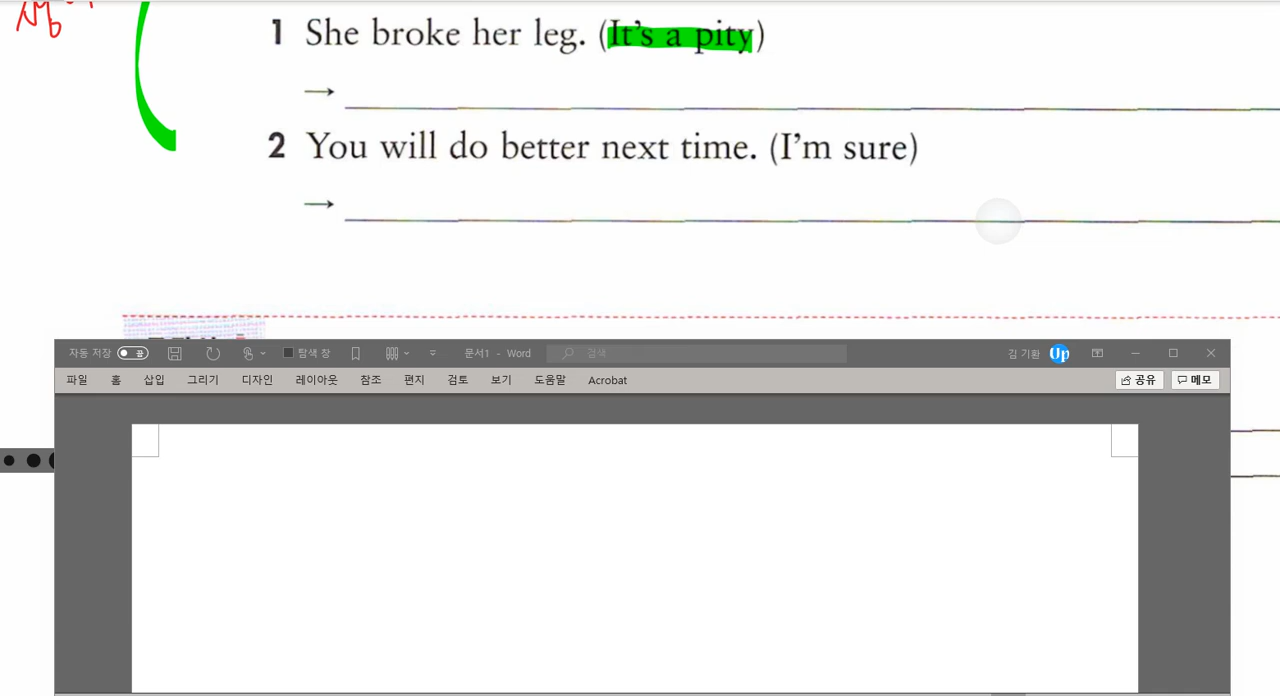 1 She broke her leg. (It's a pity)
→
2 You will do better next time. (I'm sure)
→
자동 저장 끔 탐색 창 문서1 - Word 검색 김 기환 Up
파일 홈 삽입 그리기 디자인 레이아웃 참조 편지 검토 보기 도움말 Acrobat 공유 메모